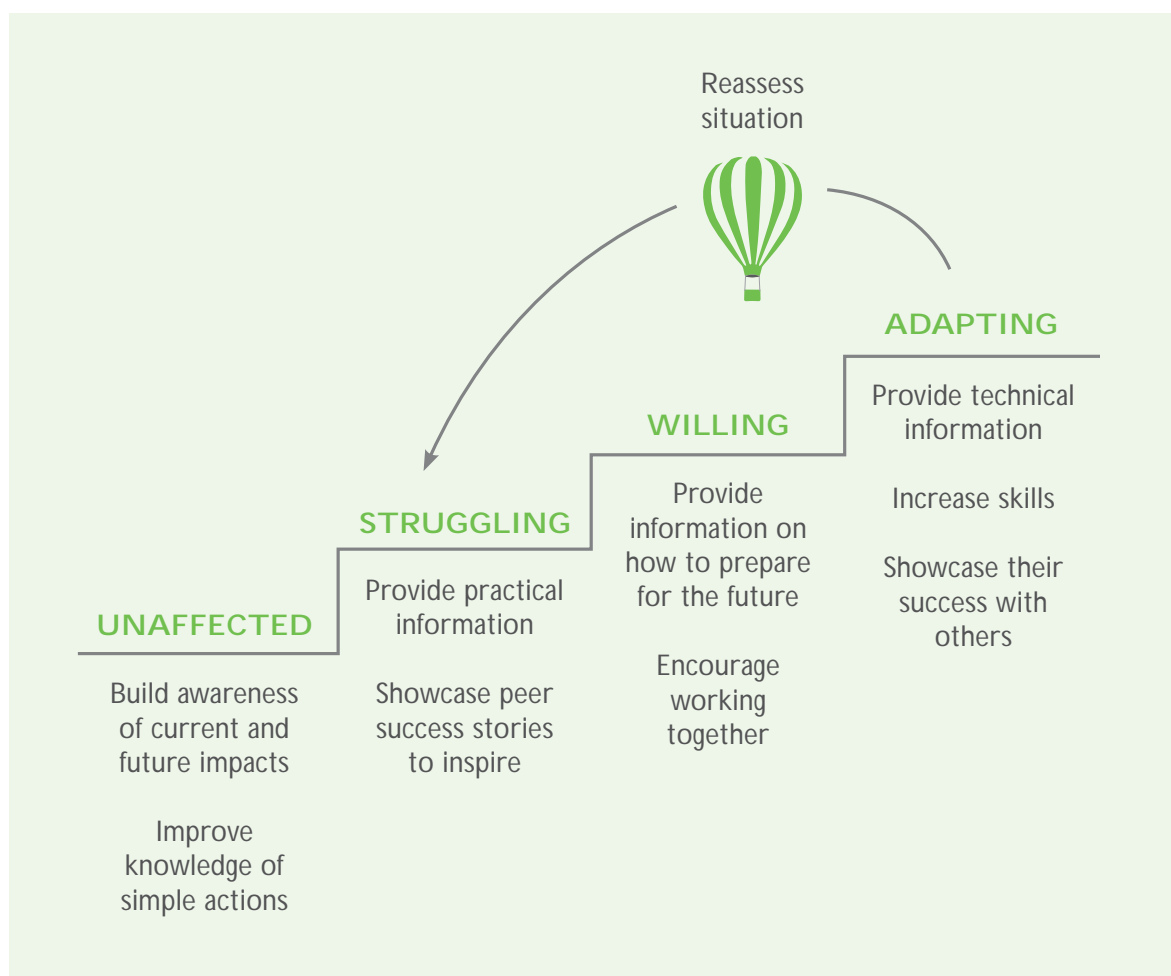 Reassess
situation
ADAPTING
Provide technical
information
Increase skills
Showcase their
success with
others
WILLING
Provide
information on
how to prepare
for the future
Encourage
working
together
STRUGGLING
Provide practical
information
Showcase peer
success stories
to inspire
UNAFFECTED
Build awareness
of current and
future impacts
Improve
knowledge of
simple actions